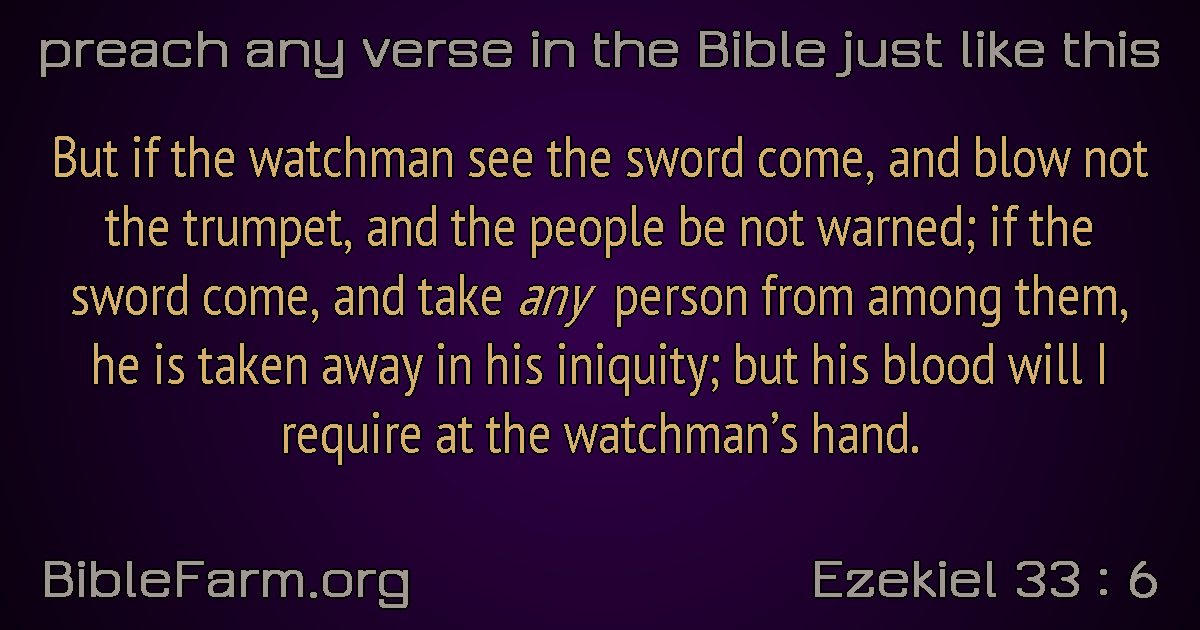 preach any verse in the Bible just like this
But if the watchman see the sword come, and blow not
the trumpet, and the people be not warned; if the
sword come, and take any person from among them,
he is taken away in his iniquity; but his blood will I
require at the watchman’s hand.
BibleFarm.org
Ezekiel 33 : 6